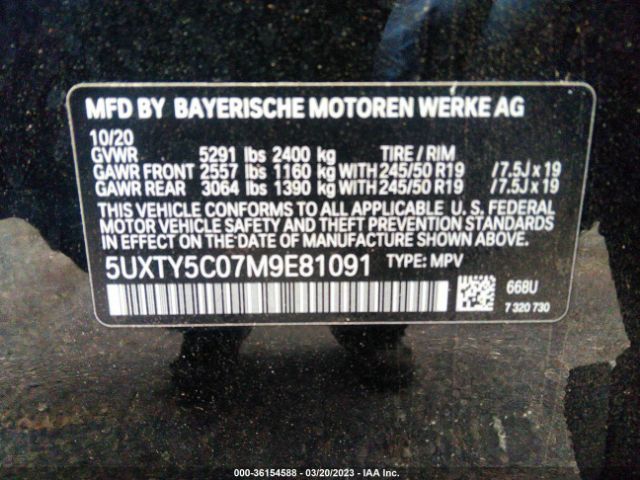 MFD BY BAYERISCHE MOTOREN WERKE AG
10/20
GVWR 5291 lbs 2400 kg TIRE / RIM
GAWR FRONT 2557 lbs 1160 kg WITH 245/50 R19 / 7.5J x 19
GAWR REAR 3064 lbs 1390 kg WITH 245/50 R19 / 7.5J x 19
THIS VEHICLE CONFORMS TO ALL APPLICABLE U. S. FEDERAL
MOTOR VEHICLE SAFETY AND THEFT PREVENTION
STANDARDS IN EFFECT ON THE DATE OF MANUFACTURE SHOWN ABOVE.
5UXTY5C07M9E81091 TYPE: MPV
668U
7 320 730
000-36154588 — 03/20/2023 — IAA Inc.